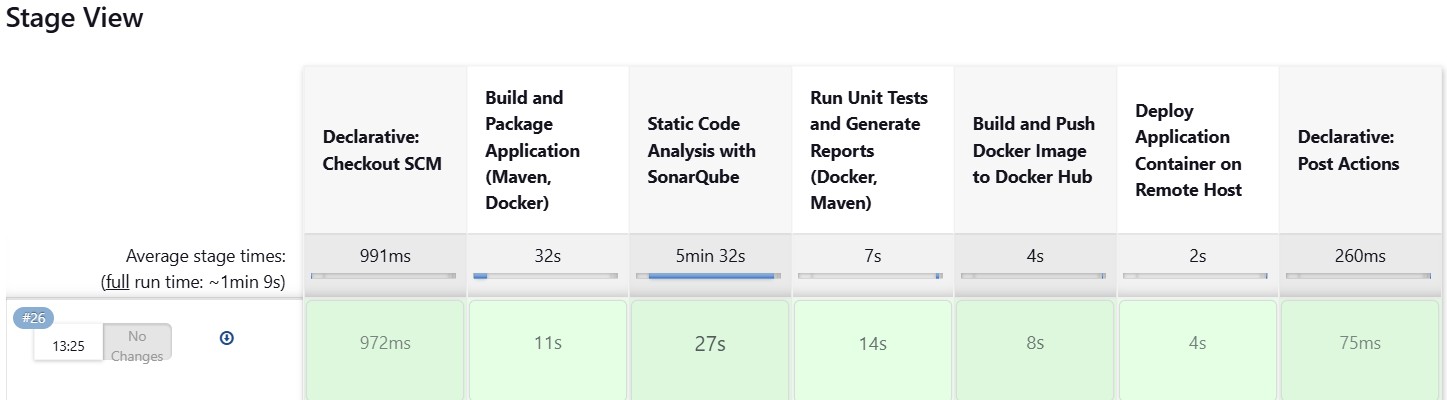 Stage View
Declarative:
Checkout SCM
Build and
Package
Application
(Maven,
Docker)
Static Code
Analysis with
SonarQube
Run Unit Tests
and Generate
Reports
(Docker,
Maven)
Build and Push
Docker Image
to Docker Hub
Deploy
Application
Container on
Remote Host
Declarative:
Post Actions
Average stage times:
(full run time: ~1min 9s)
991ms
32s
5min 32s
7s
4s
2s
260ms
#26
13:25
No
Changes
972ms
11s
27s
14s
8s
4s
75ms